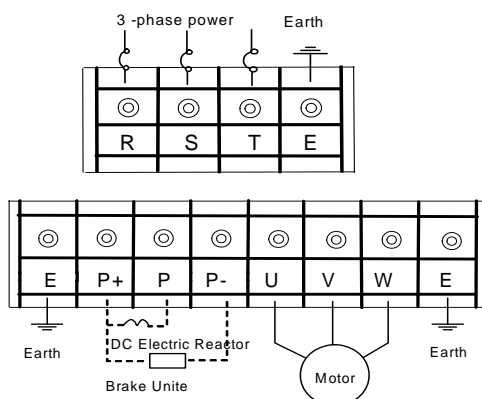 3 -phase power Earth
R S T E
E P+ P P- U V W E
DC Electric Reactor
Earth Earth
Brake Unite Motor